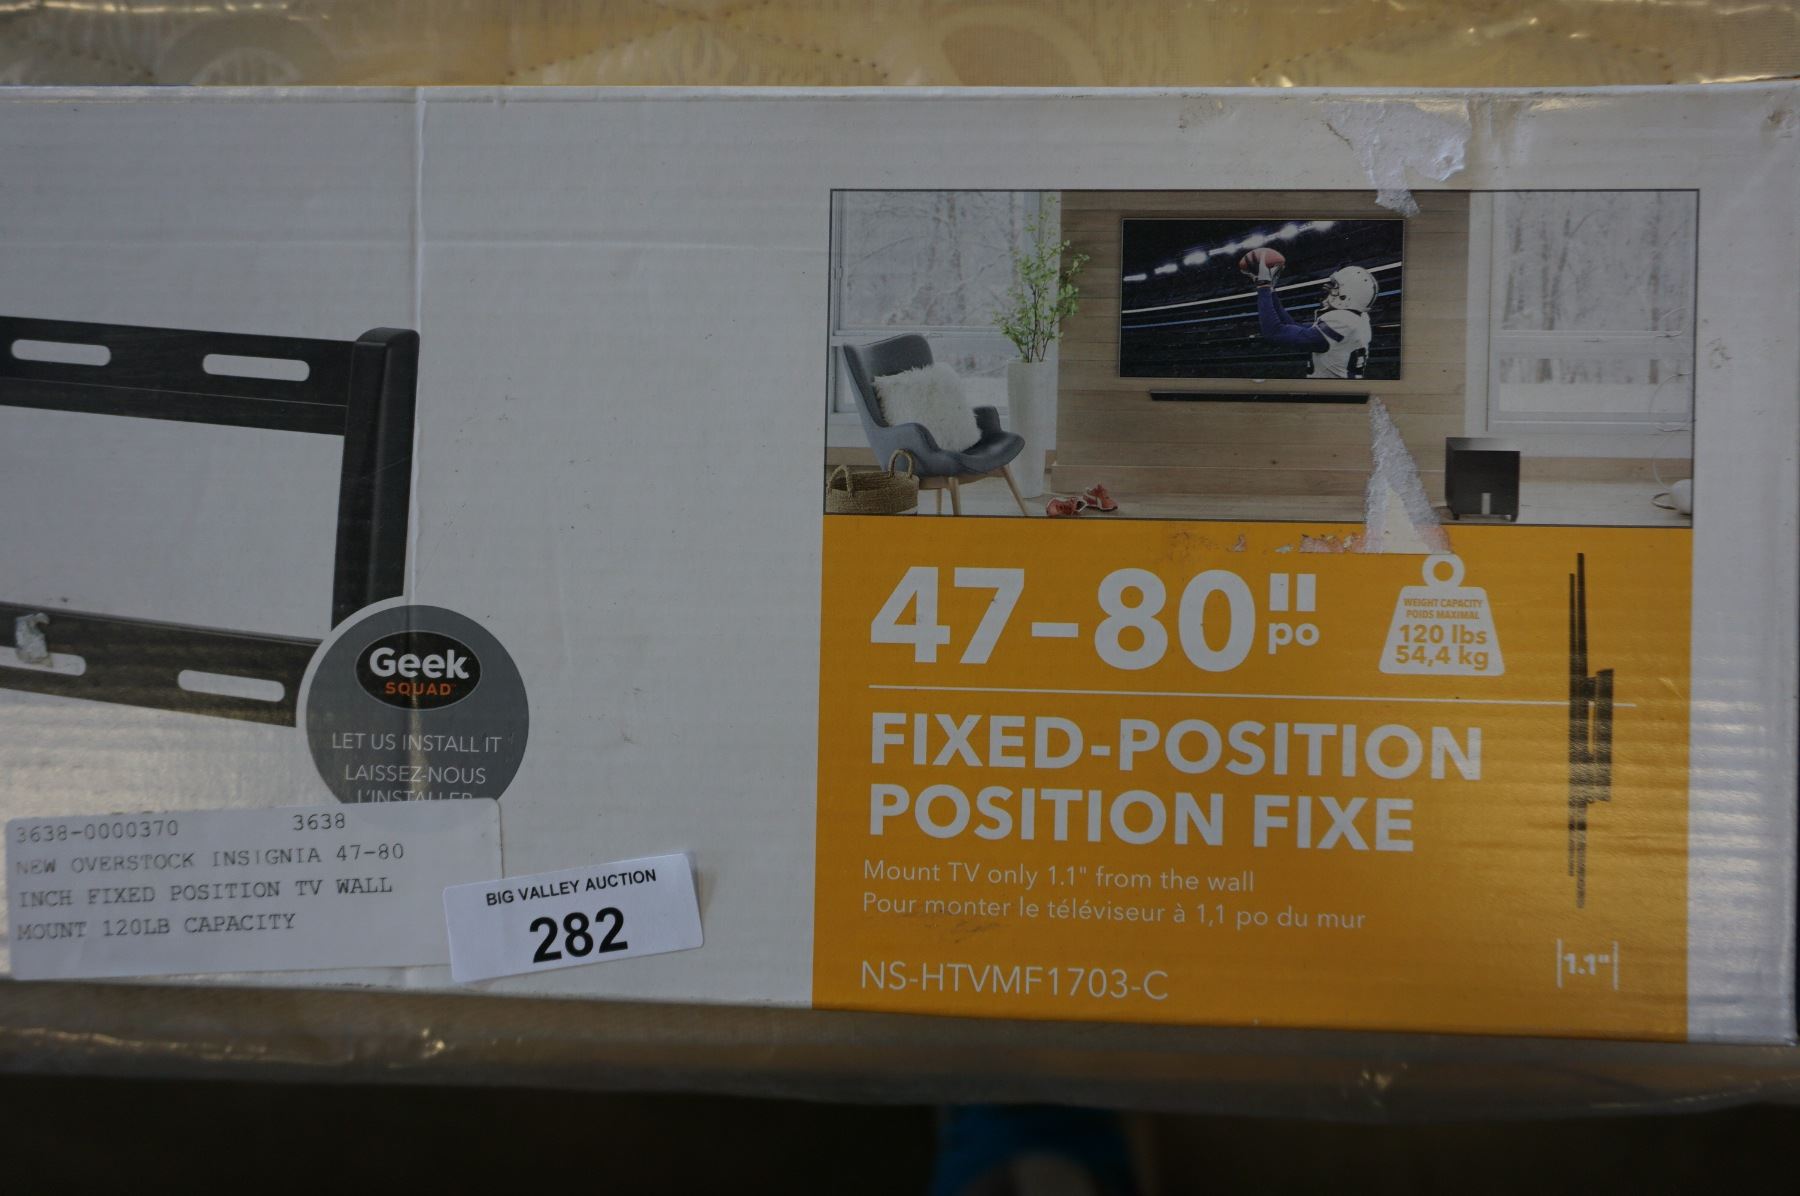 47-80"
po
WEIGHT CAPACITY
POIDS MAXIMAL
120 lbs
54,4 kg
FIXED-POSITION
POSITION FIXE
Mount TV only 1.1" from the wall
Pour monter le téléviseur à 1,1 po du mur
NS-HTVMF1703-C
1.1"
Geek
SQUAD
LET US INSTALL IT
LAISSEZ-NOUS
L'INSTALLER
3638-0000370 3638
NEW OVERSTOCK INSIGNIA 47-80
INCH FIXED POSITION TV WALL
MOUNT 120LB CAPACITY
BIG VALLEY AUCTION
282